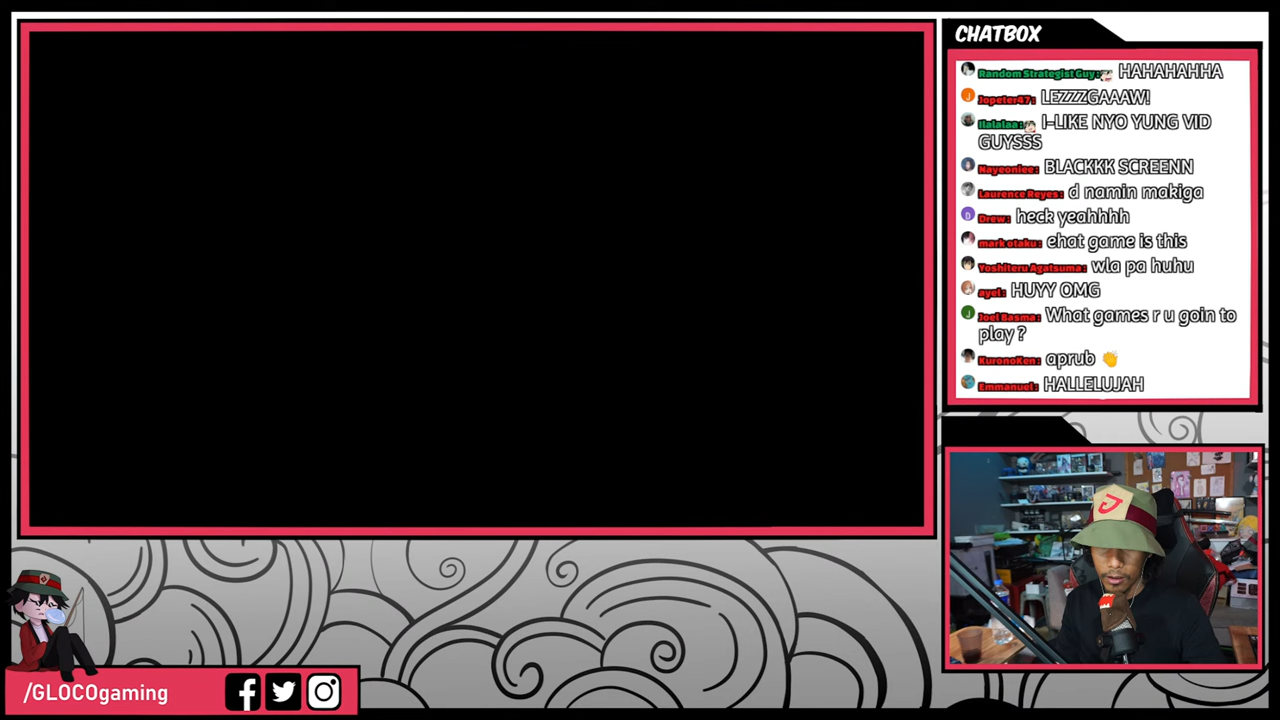 CHATBOX
Random Strategist Guy: HAHAHAHHA
Jopeter47: LEZZZGAAAW!
Ilalalaa: I-LIKE NYO YUNG VID
GUYSSS
Nayeonlee: BLACKKK SCREENN
Laurence Reyes: d namin makiga
Drew: heck yeahhhh
mark otaku: ehat game is this
Yoshiteru Agatsuma: wla pa huhu
ayel: HUYY OMG
Joel Basma: What games r u goin to
play ?
KuronoKen: aprub 👏
Emmanuel: HALLELUJAH
/GLOCOgaming